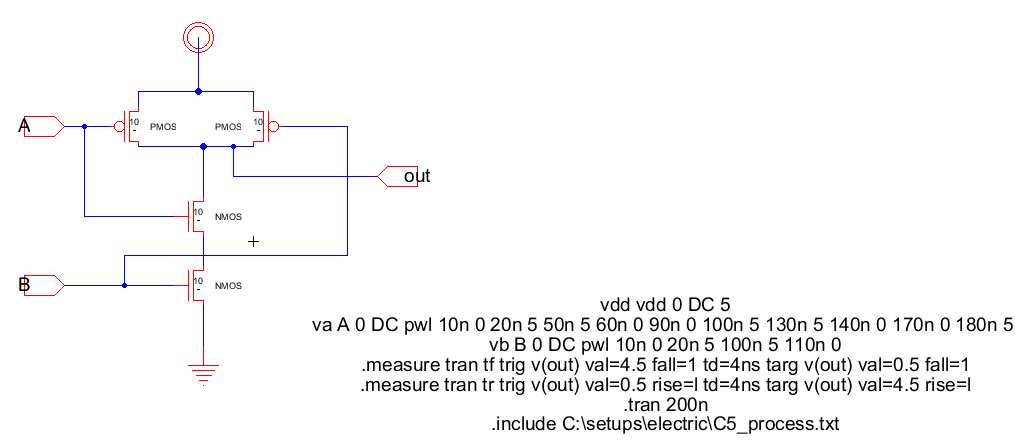 10
PMOS
PMOS
10
A
out
10
NMOS
B
10
NMOS
vdd vdd 0 DC 5
va A 0 DC pwl 10n 0 20n 5 50n 5 60n 0 90n 0 100n 5 130n 5 140n 0 170n 0 180n 5
vb B 0 DC pwl 10n 0 20n 5 100n 5 110n 0
.measure tran tf trig v(out) val=4.5 fall=1 td=4ns targ v(out) val=0.5 fall=1
.measure tran tr trig v(out) val=0.5 rise=l td=4ns targ v(out) val=4.5 rise=l
.tran 200n
.include C:\setups\electric\C5_process.txt